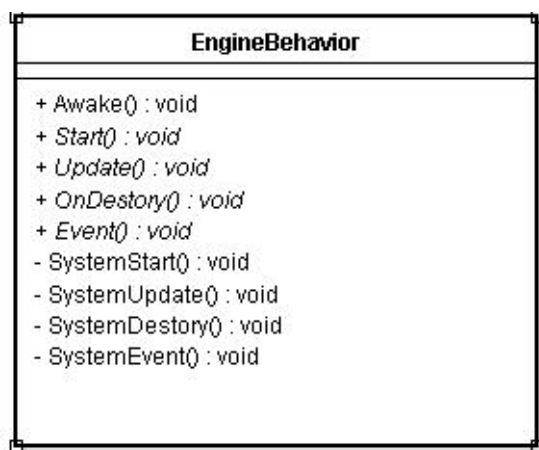 EngineBehavior
+ Awake() : void
+ Start() : void
+ Update() : void
+ OnDestory() : void
+ Event() : void
- SystemStart() : void
- SystemUpdate() : void
- SystemDestory() : void
- SystemEvent() : void